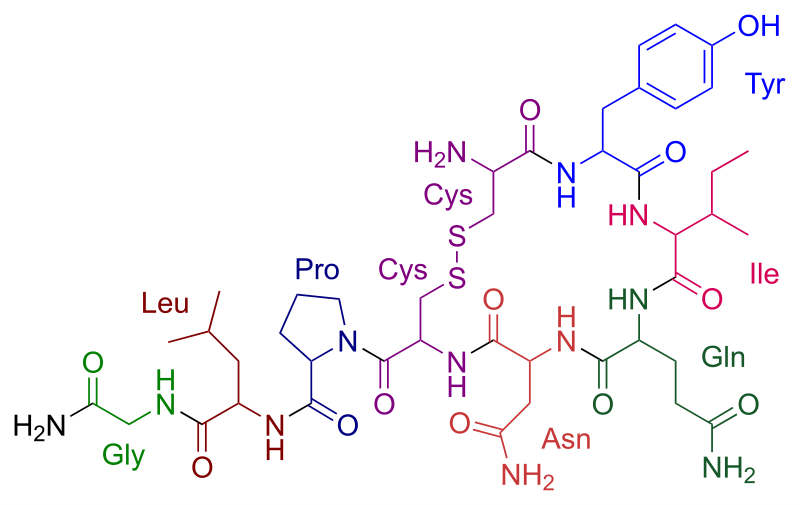 OH
Tyr
O
H₂N
N
H
O
Cys
HN
S
Cys
S
Ile
O
Pro
HN
O
Leu
H
N
Gln
O
N
O
H
N
N
H
O
O
H₂N
N
H
O
O
Asn
O
Gly
O
NH₂
NH₂